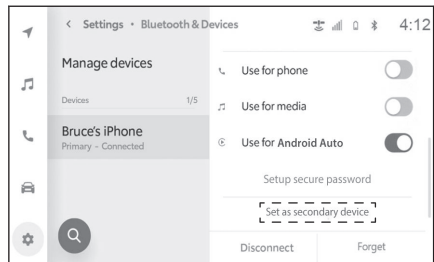 < Settings • Bluetooth & Devices
4:12
Manage devices
Devices 1/5
Bruce's iPhone
Primary – Connected
Use for phone
Use for media
Use for Android Auto
Setup secure password
Set as secondary device
Disconnect
Forget